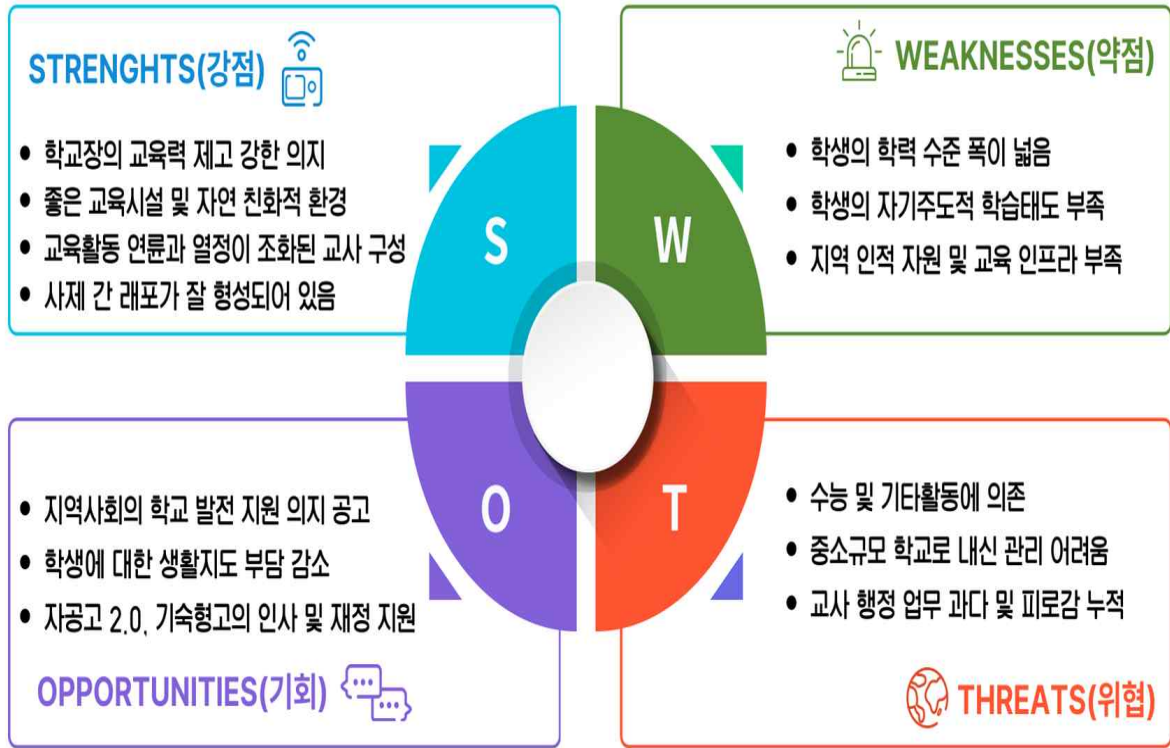 STRENGHTS(강점)
• 학교장의 교육력 제고 강한 의지
• 좋은 교육시설 및 자연 친화적 환경
• 교육활동 연륜과 열정이 조화된 교사 구성
• 사제 간 래포가 잘 형성되어 있음
WEAKNESSES(약점)
• 학생의 학력 수준 폭이 넓음
• 학생의 자기주도적 학습태도 부족
• 지역 인적 자원 및 교육 인프라 부족
S
W
O
T
• 지역사회의 학교 발전 지원 의지 공고
• 학생에 대한 생활지도 부담 감소
• 자공고 2.0, 기숙형고의 인사 및 재정 지원
OPPORTUNITIES(기회)
• 수능 및 기타활동에 의존
• 중소규모 학교로 내신 관리 어려움
• 교사 행정 업무 과다 및 피로감 누적
THREATS(위협)